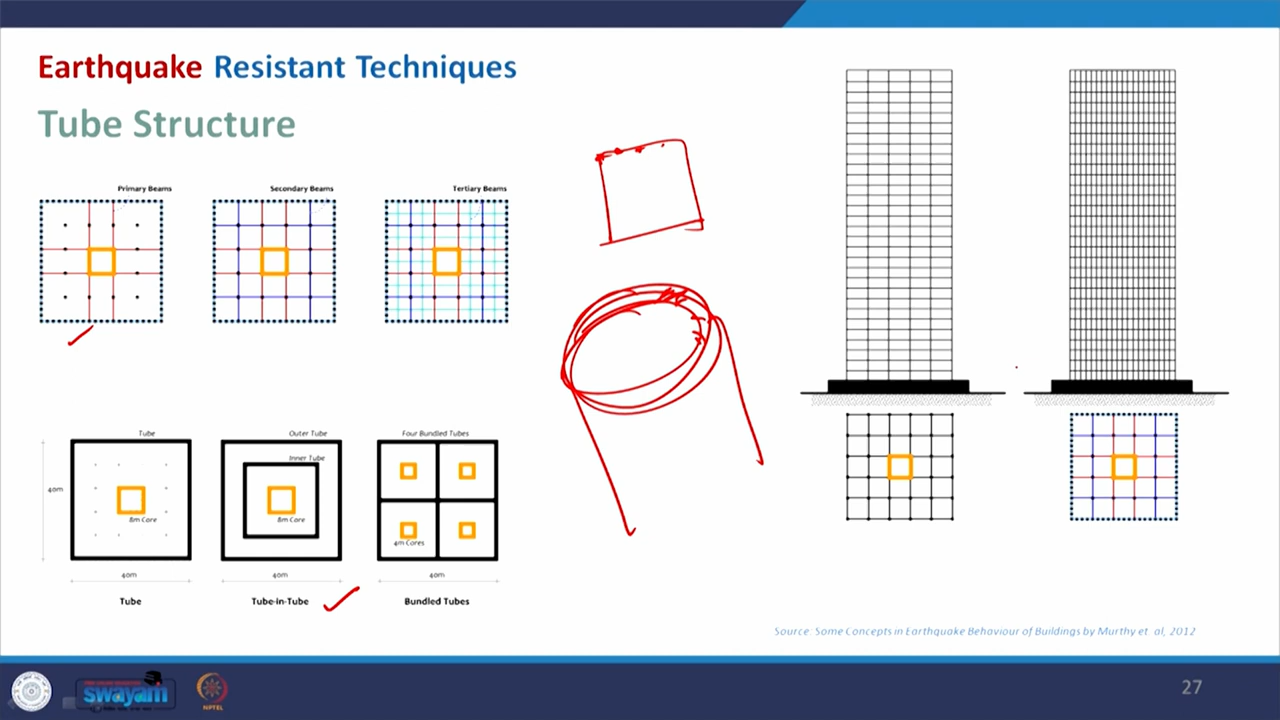 Earthquake Resistant Techniques
Tube Structure
Primary Beams
Secondary Beams
Tertiary Beams
Tube
Outer Tube
Inner Tube
Four Bundled Tubes
40m
8m Core
8m Core
4m Cores
40m
40m
40m
Tube
Tube-in-Tube
Bundled Tubes
Source: Some Concepts in Earthquake Behaviour of Buildings by Murthy et. al, 2012
swayam
NPTEL
27